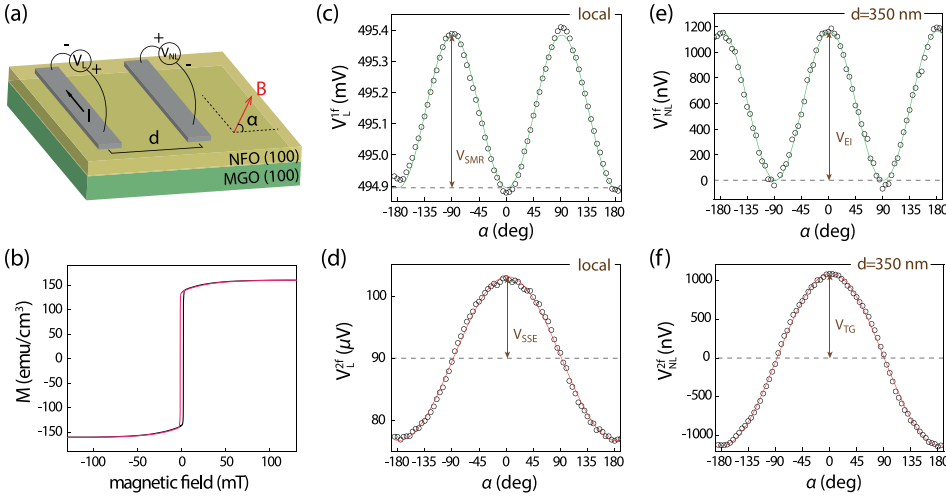 (a)
-
V_L
+
+
V_NL
-
I
d
B
α
NFO (100)
MGO (100)
(b)
M (emu/cm³)
150
100
50
0
-50
-100
-150
-100 -50 0 50 100
magnetic field (mT)
(c)
local
V_L^1f (mV)
495.4
495.3
495.2
495.1
495.0
494.9
V_SMR
-180 -135 -90 -45 0 45 90 135 180
α (deg)
(d)
local
V_L^2f (µV)
100
90
80
V_SSE
-180 -135 -90 -45 0 45 90 135 180
α (deg)
(e)
d=350 nm
V_NL^1f (nV)
1200
1000
800
600
400
200
0
V_EI
-180 -135 -90 -45 0 45 90 135 180
α (deg)
(f)
d=350 nm
V_NL^2f (nV)
1000
500
0
-500
-1000
V_TG
-180 -135 -90 -45 0 45 90 135 180
α (deg)